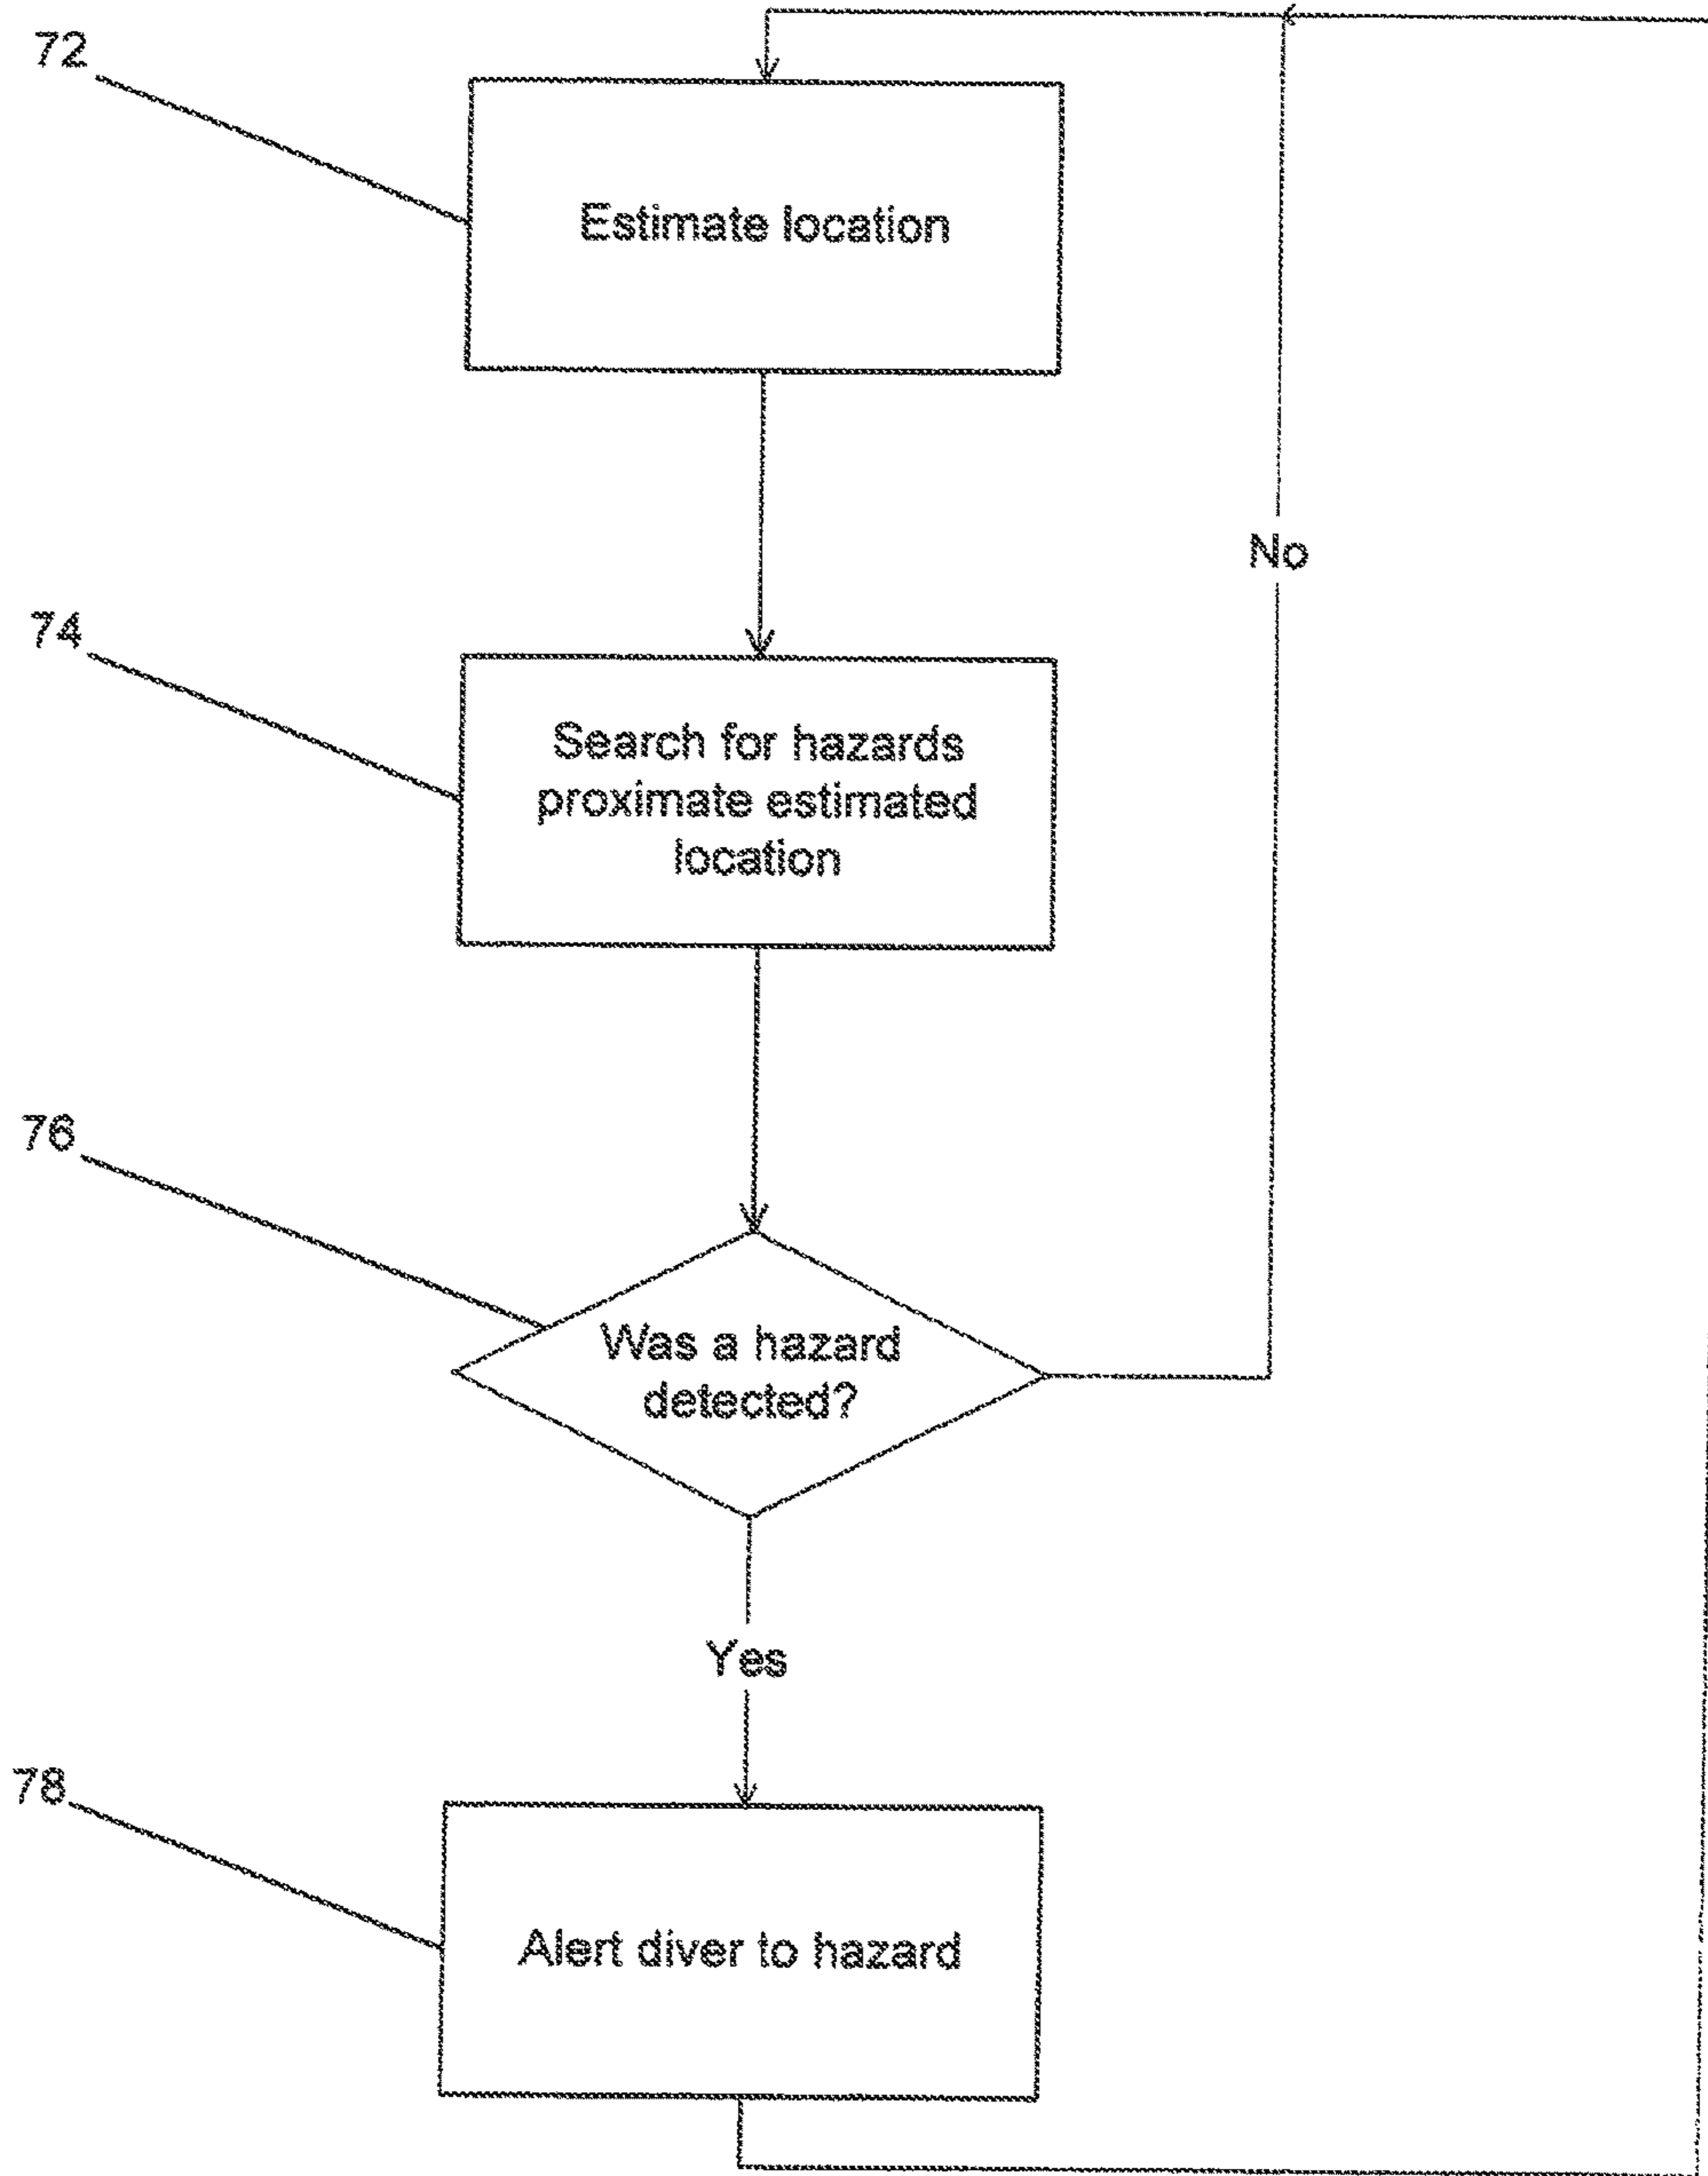 72
Estimate location
No
74
Search for hazards
proximate estimated
location
76
Was a hazard
detected?
Yes
78
Alert diver to hazard